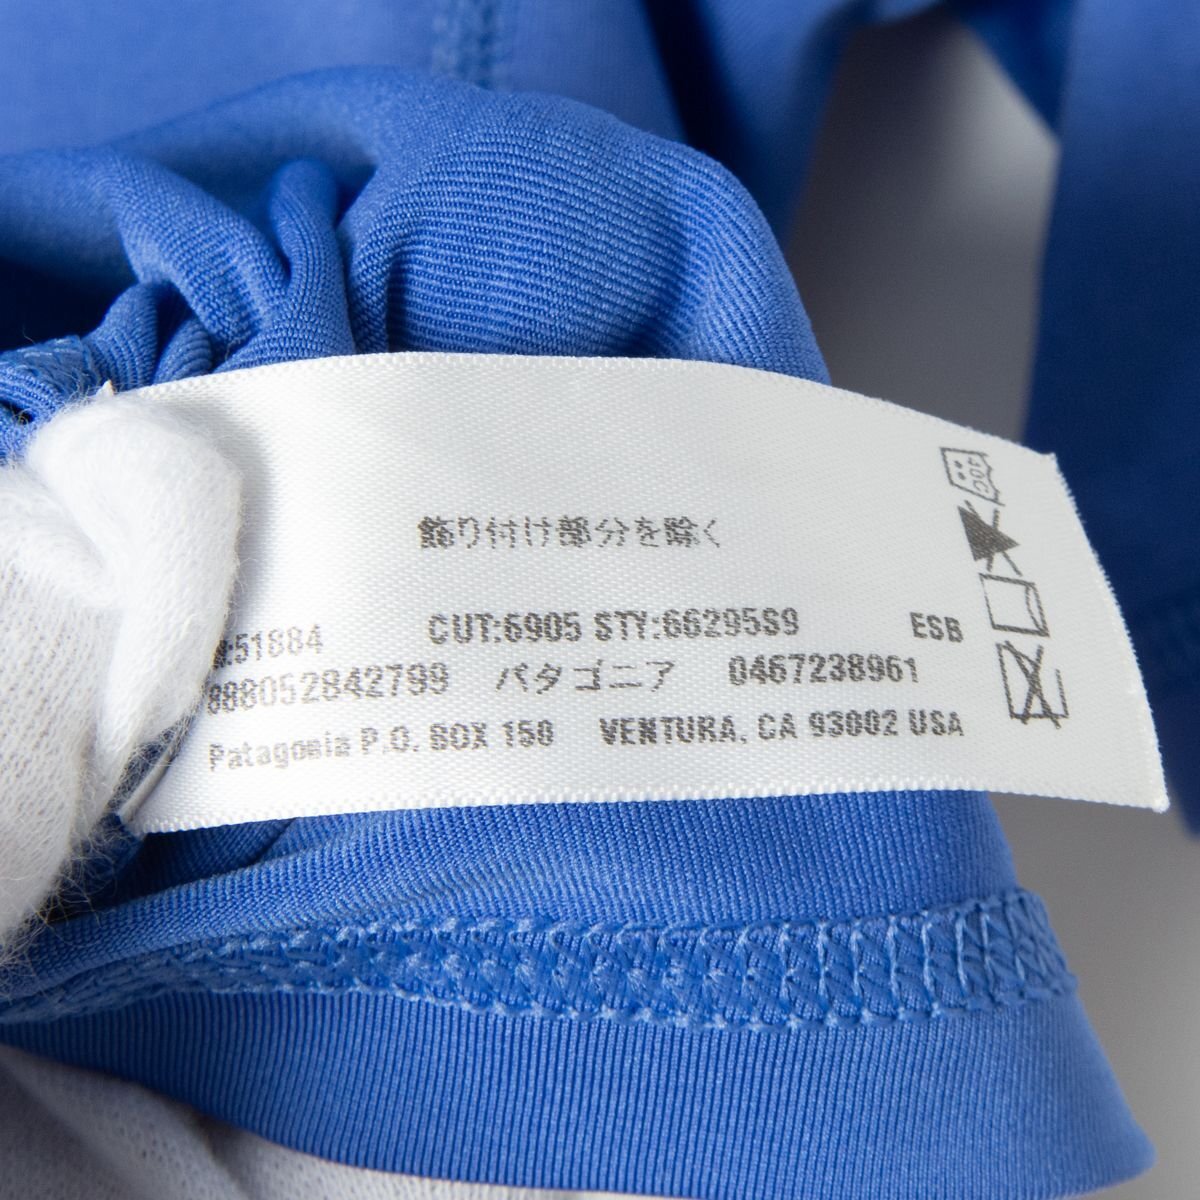 飾り付け部分を除く
:51884 CUT:6905 STY:66295S9 ESB
888052842799 パタゴニア 0467238961
Patagonia P.O. BOX 150 VENTURA, CA 93002 USA